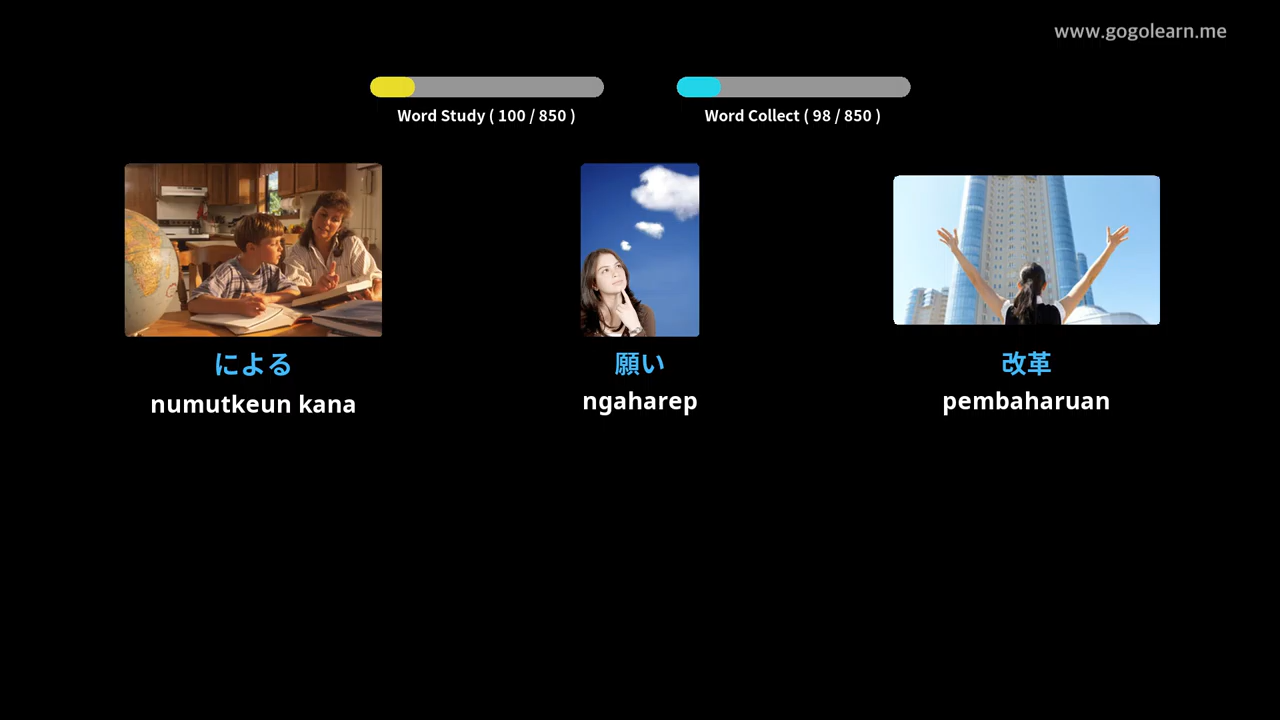 www.gogolearn.me
Word Study ( 100 / 850 )
Word Collect ( 98 / 850 )
による
numutkeun kana
願い
ngaharep
改革
pembaharuan